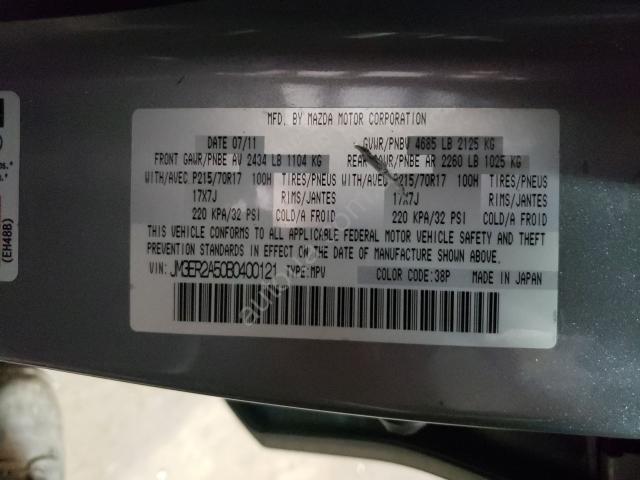 MFD. BY MAZDA MOTOR CORPORATION
DATE 07/11 GVWR/PNBV 4685 LB 2125 KG
FRONT GAWR/PNBE AV 2434 LB 1104 KG REAR GAWR/PNBE AR 2260 LB 1025 KG
WITH/AVEC P215/70R17 100H TIRES/PNEUS WITH/AVEC P215/70R17 100H TIRES/PNEUS
17X7J RIMS/JANTES 17X7J RIMS/JANTES
220 KPA/32 PSI COLD/A FROID 220 KPA/32 PSI COLD/A FROID
THIS VEHICLE CONFORMS TO ALL APPLICABLE FEDERAL MOTOR VEHICLE SAFETY AND THEFT
PREVENTION STANDARDS IN EFFECT ON THE DATE OF MANUFACTURE SHOWN ABOVE.
VIN: JM3ER2A50B0400121 TYPE:MPV COLOR CODE:38P MADE IN JAPAN
(EH48B)